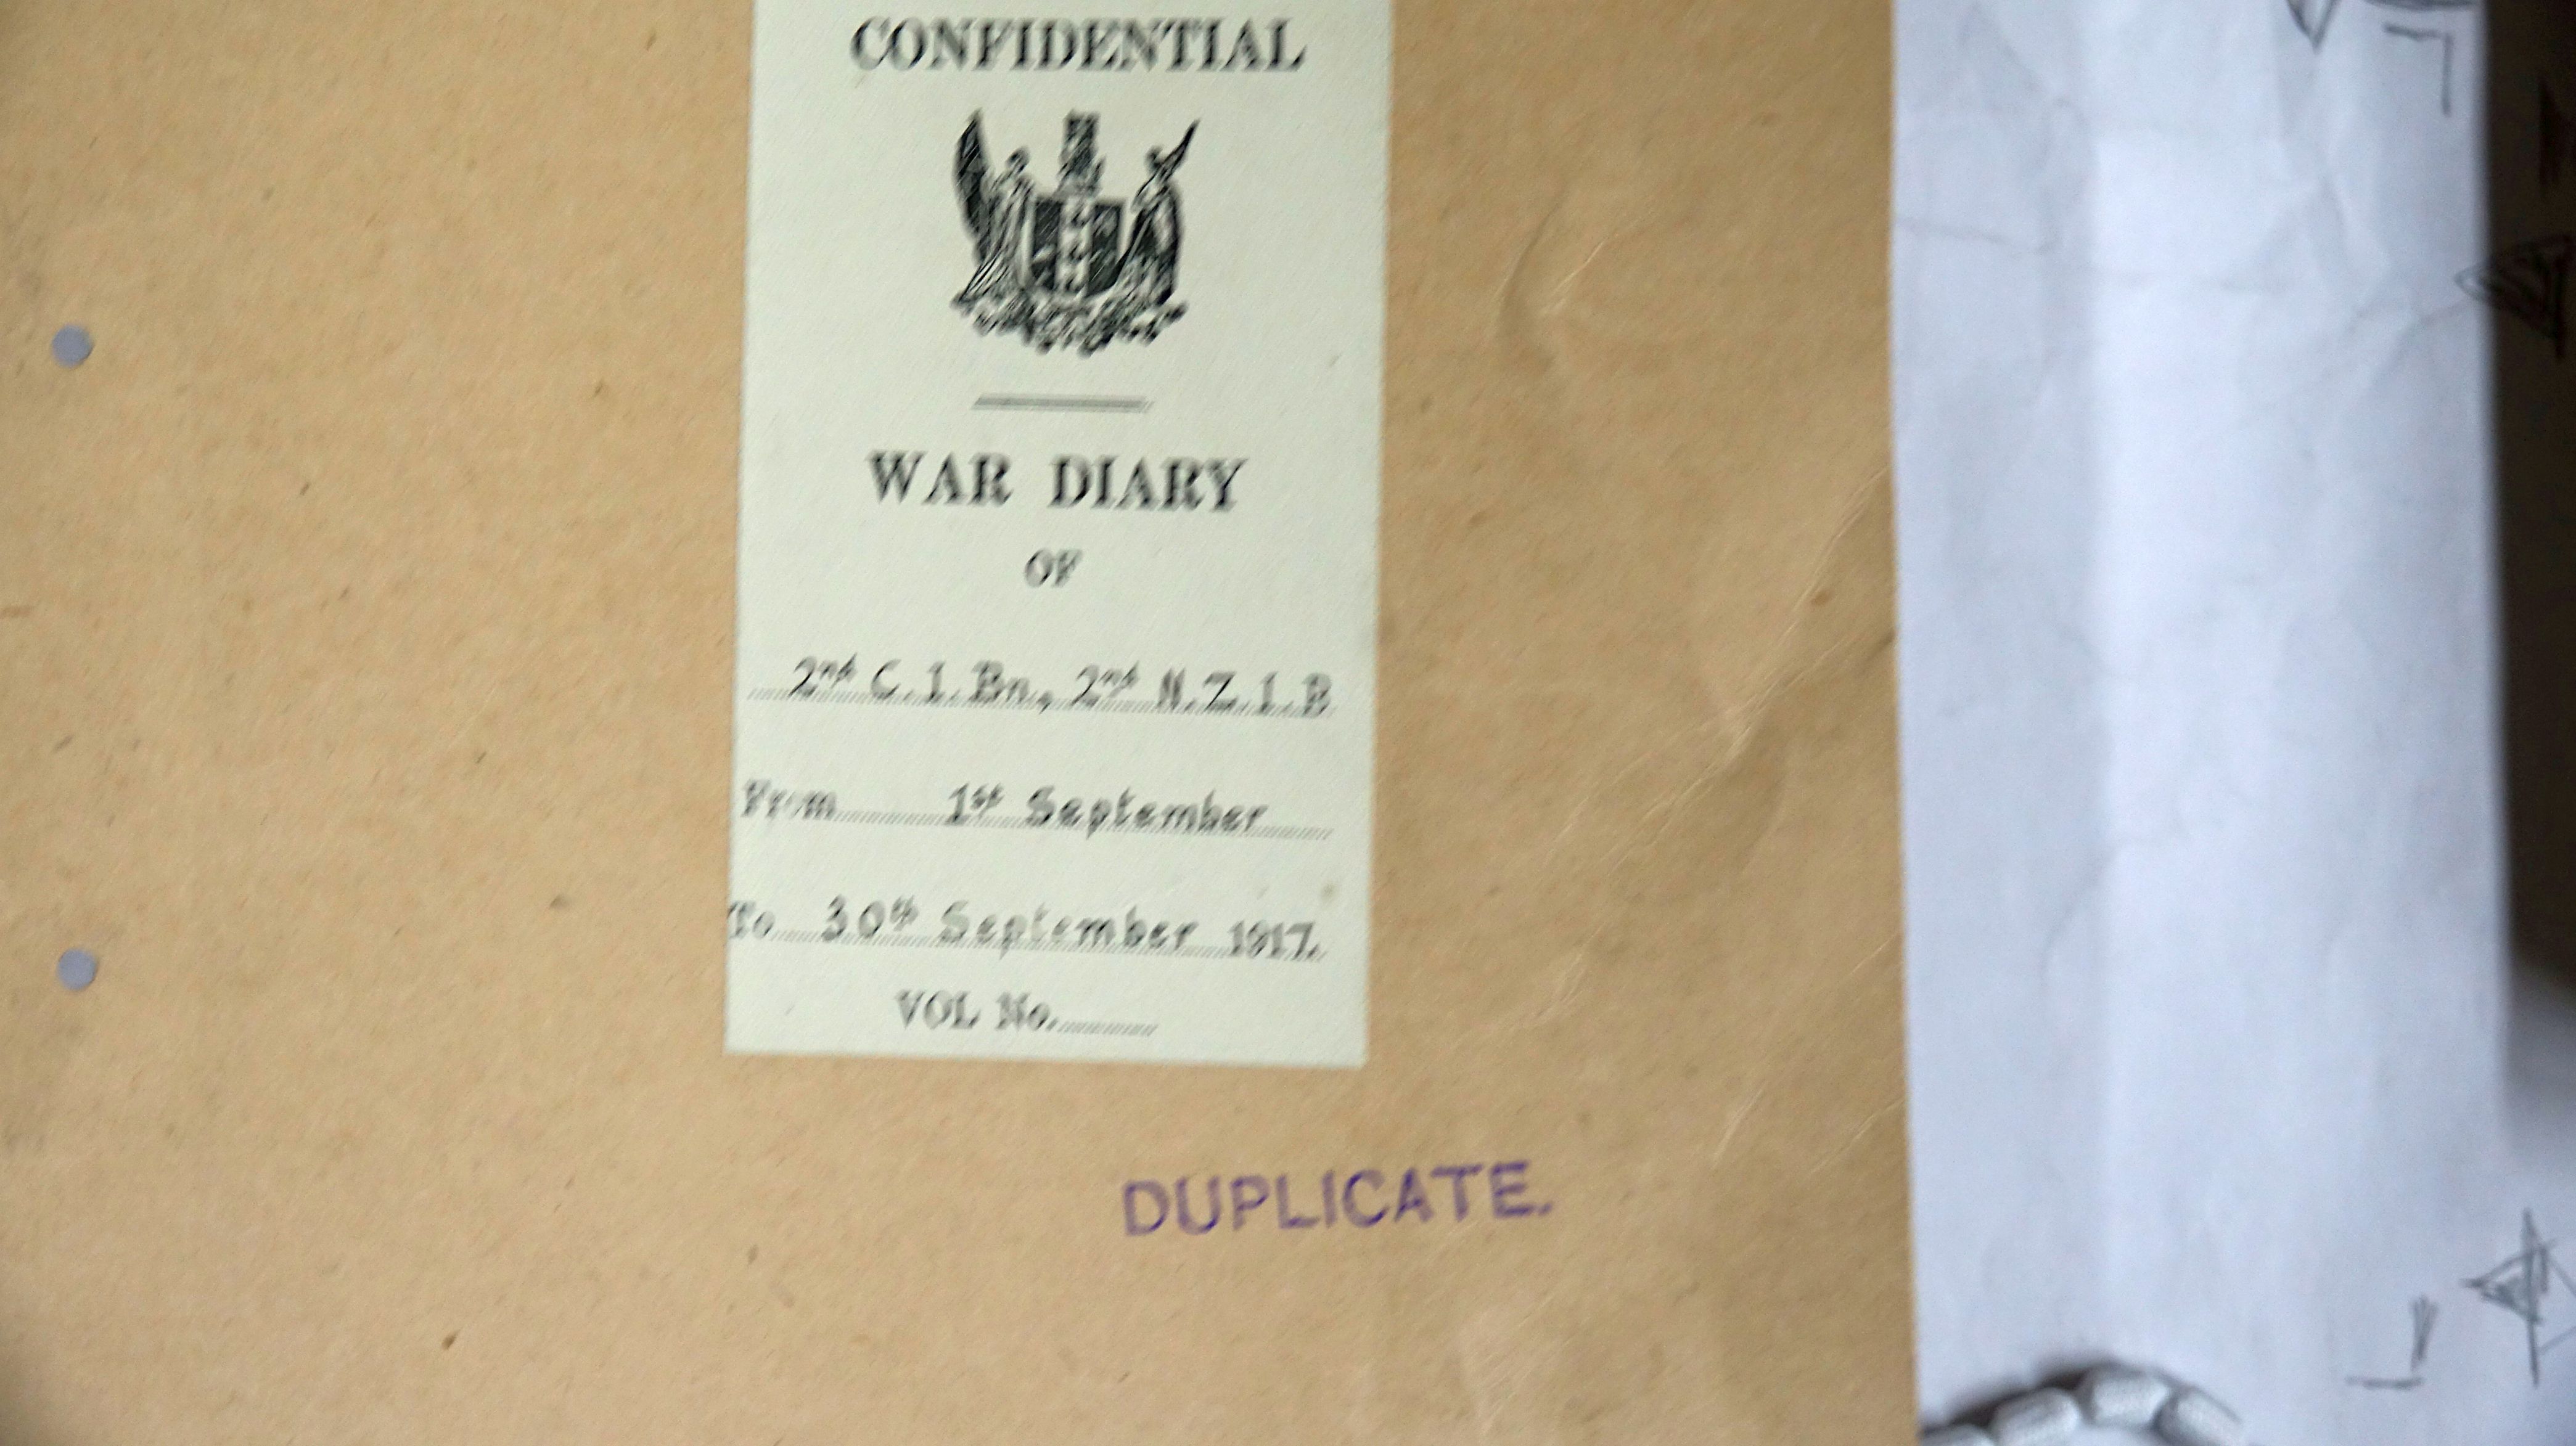 CONFIDENTIAL
WAR DIARY
OF
2nd C.I.Bn., 2nd N.Z.I.B
From 1st September
To 30th September 1917.
VOL No.
DUPLICATE.